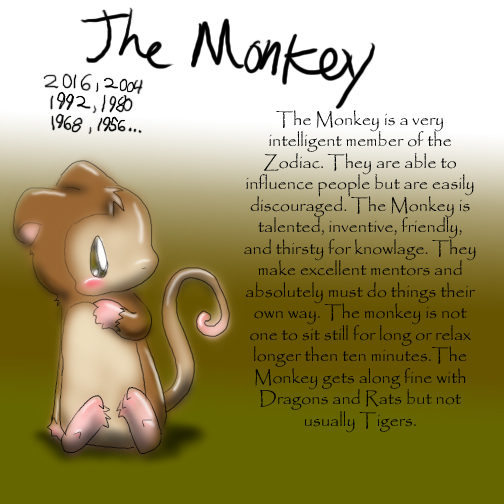 The Monkey
2016, 2004
1992, 1980
1968, 1956...
The Monkey is a very
intelligent member of the
Zodiac. They are able to
influence people but are easily
discouraged. The Monkey is
talented, inventive, friendly,
and thirsty for knowlage. They
make excellent mentors and
absolutely must do things their
own way. The monkey is not
one to sit still for long or relax
longer then ten minutes. The
Monkey gets along fine with
Dragons and Rats but not
usually Tigers.